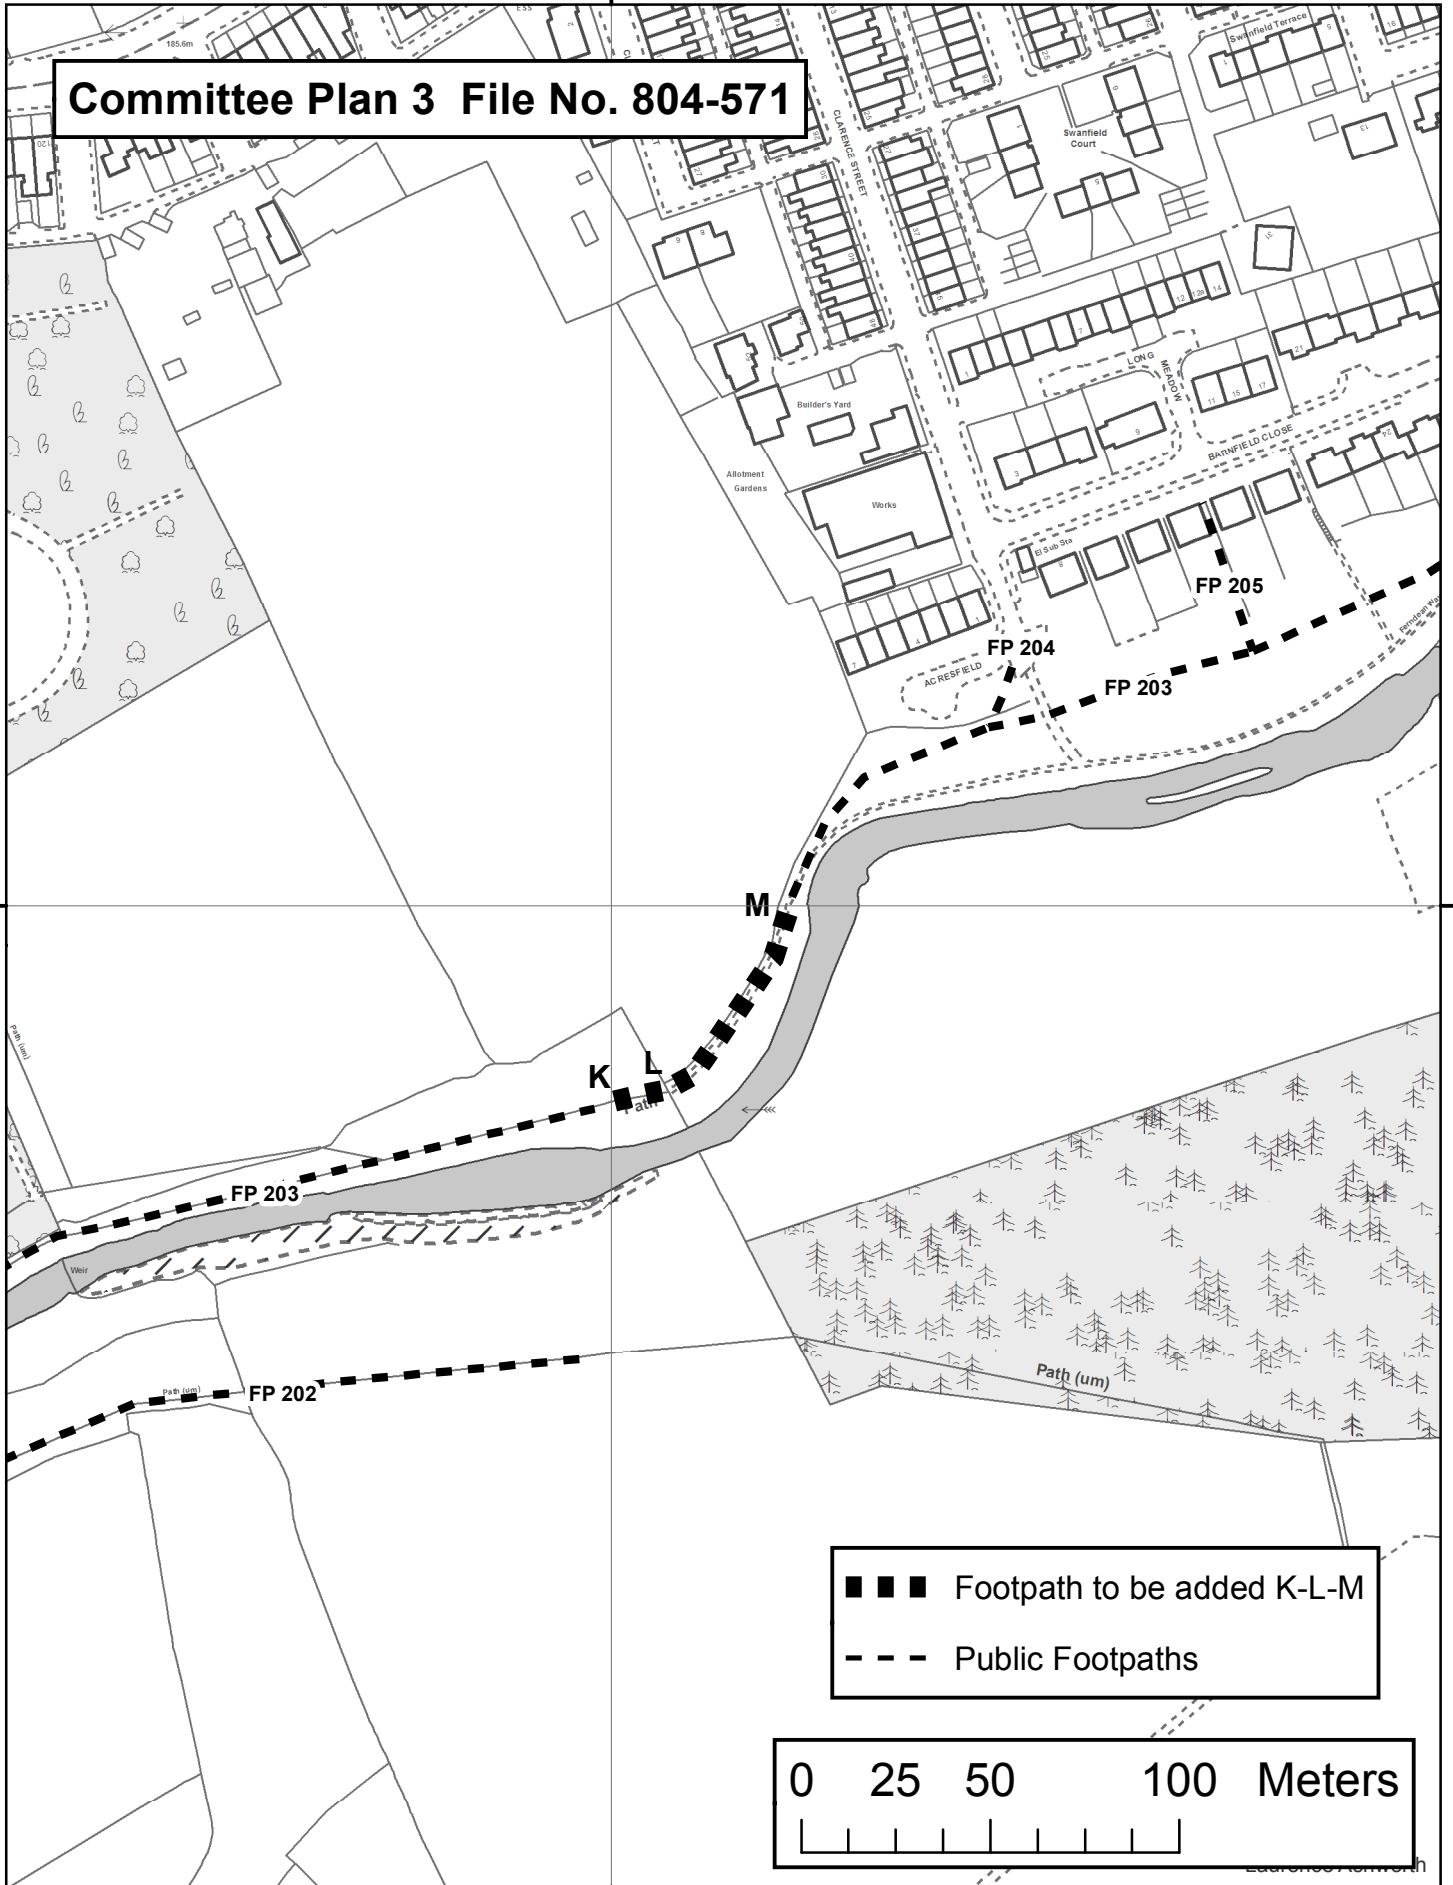 ESS
2
185.6m
Swanfield Terrace
Committee Plan 3 File No. 804-571
CLARENCE STREET
Swanfield
Court
120
LONG
MEADOW
BARNFIELD CLOSE
Builder's Yard
Allotment
Gardens
Works
El Sub Sta
FP 205
FP 204
ACRESFIELD
FP 203
M
Path (um)
L
K
Path
FP 203
Weir
Path (um)
FP 202
Path (um)
Footpath to be added K-L-M
Public Footpaths
0 25 50 100 Meters